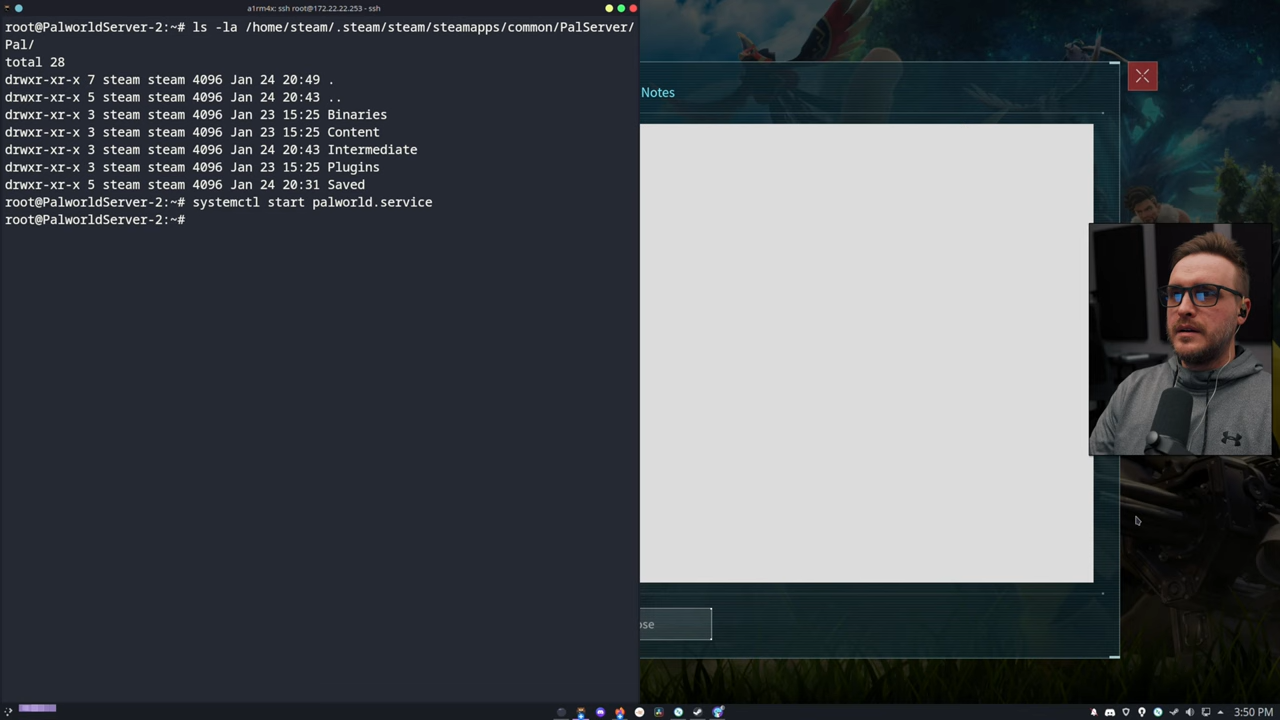 a1rm4x: ssh root@172.22.22.253 - ssh
root@PalworldServer-2:~# ls -la /home/steam/.steam/steam/steamapps/common/PalServer/
Pal/
total 28
drwxr-xr-x 7 steam steam 4096 Jan 24 20:49 .
drwxr-xr-x 5 steam steam 4096 Jan 24 20:43 ..
drwxr-xr-x 3 steam steam 4096 Jan 23 15:25 Binaries
drwxr-xr-x 3 steam steam 4096 Jan 23 15:25 Content
drwxr-xr-x 4 steam steam 4096 Jan 24 20:43 Intermediate
drwxr-xr-x 3 steam steam 4096 Jan 23 15:25 Plugins
drwxr-xr-x 5 steam steam 4096 Jan 24 20:31 Saved
root@PalworldServer-2:~# systemctl start palworld.service
root@PalworldServer-2:~#
Notes
ose
3:50 PM